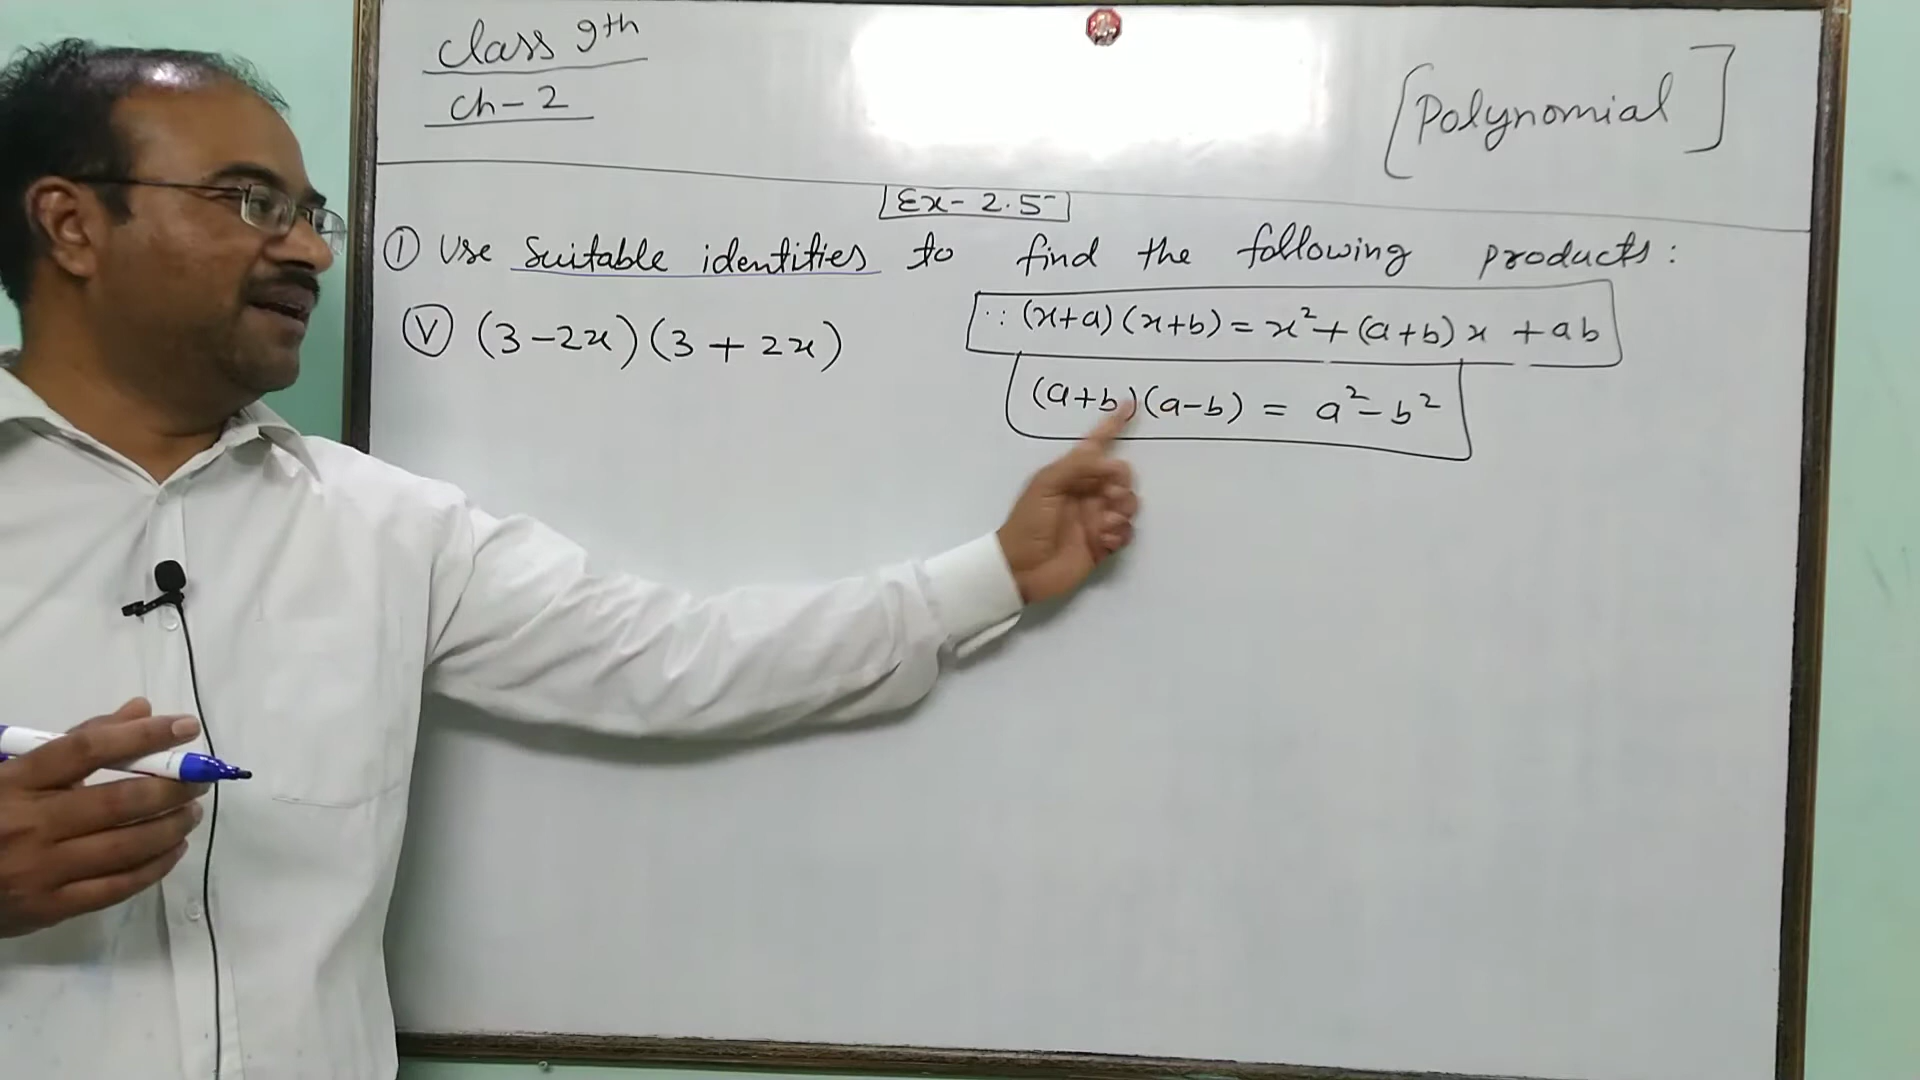 Class 9th
Ch-2
[Polynomial]
Ex-2.5
① Use suitable identities to find the following products:
Ⓥ (3-2x)(3+2x)
∵ (x+a)(x+b)=x²+(a+b)x+ab
(a+b)(a-b) = a²-b²